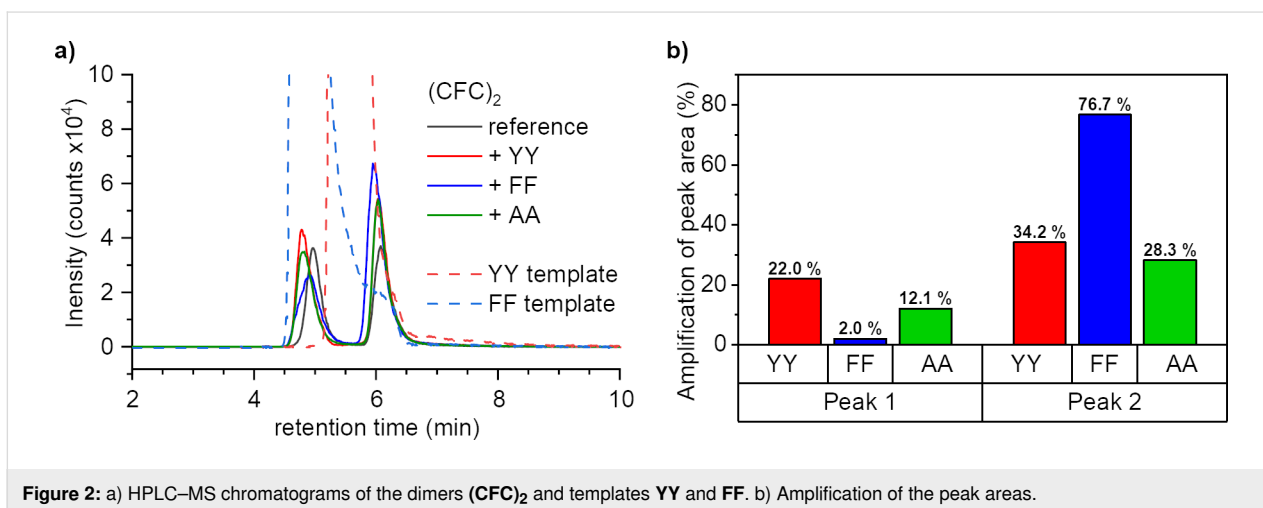 a)
10
8
6
4
2
0
Inensity (counts x10⁴)
2
4
6
8
10
retention time (min)
(CFC)₂
reference
+ YY
+ FF
+ AA
YY template
FF template
b)
Amplification of peak area (%)
80
60
40
20
0
22.0 %
2.0 %
12.1 %
34.2 %
76.7 %
28.3 %
YY
FF
AA
YY
FF
AA
Peak 1
Peak 2
Figure 2: a) HPLC–MS chromatograms of the dimers (CFC)₂ and templates YY and FF. b) Amplification of the peak areas.